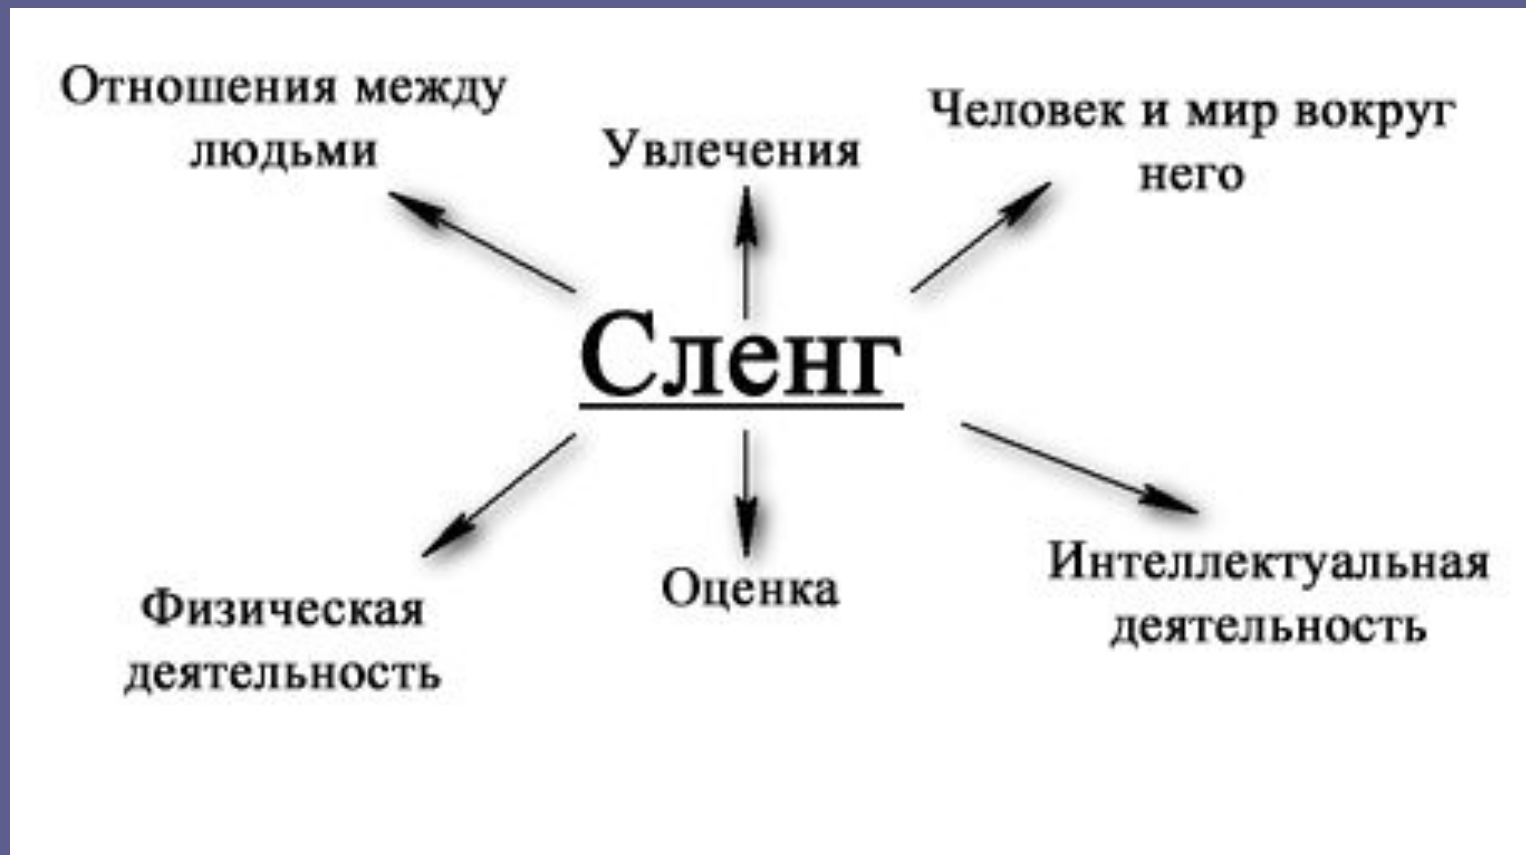 Отношения между
людьми
Увлечения
Человек и мир вокруг
него
Сленг
Физическая
деятельность
Оценка
Интеллектуальная
деятельность